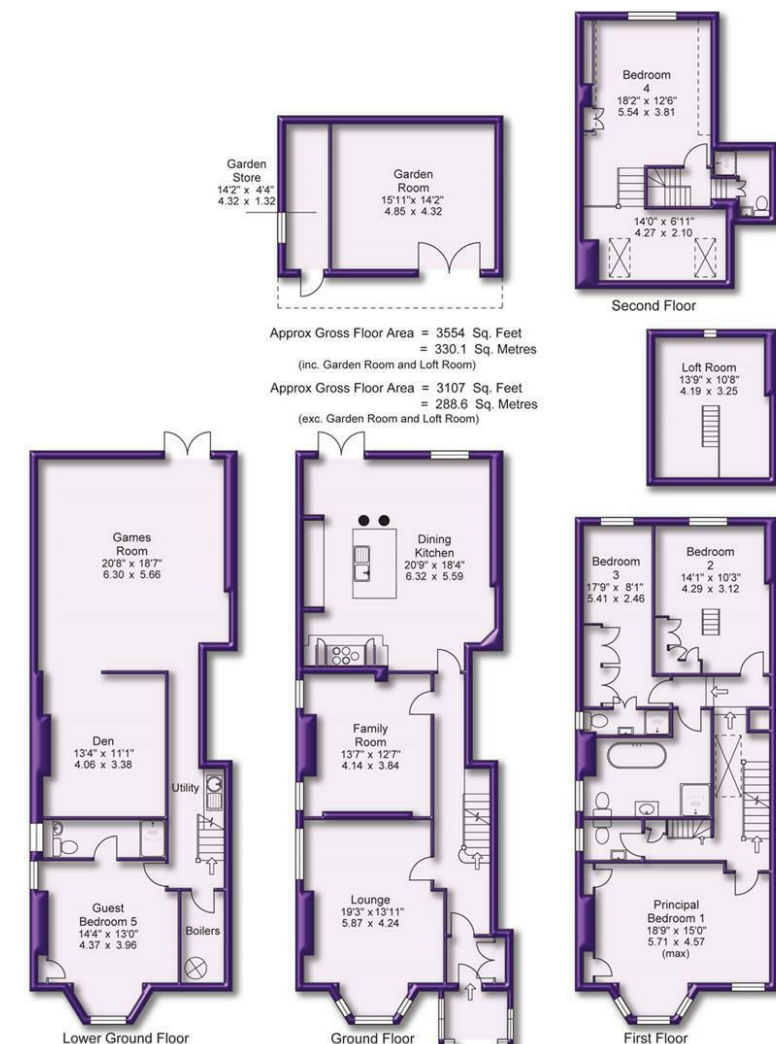 Bedroom
4
18'2" x 12'6"
5.54 x 3.81
14'0" x 6'11"
4.27 x 2.10
Second Floor
Garden
Store
14'2" x 4'4"
4.32 x 1.32
Garden
Room
15'11"x 14'2"
4.85 x 4.32
Approx Gross Floor Area = 3554 Sq. Feet
= 330.1 Sq. Metres
(inc. Garden Room and Loft Room)
Approx Gross Floor Area = 3107 Sq. Feet
= 288.6 Sq. Metres
(exc. Garden Room and Loft Room)
Loft Room
13'9" x 10'8"
4.19 x 3.25
Games
Room
20'8" x 18'7"
6.30 x 5.66
Den
13'4" x 11'1"
4.06 x 3.38
Utility
Guest
Bedroom 5
14'4" x 13'0"
4.37 x 3.96
Boilers
Lower Ground Floor
Dining
Kitchen
20'9" x 18'4"
6.32 x 5.59
Family
Room
13'7" x 12'7"
4.14 x 3.84
Lounge
19'3" x 13'11"
5.87 x 4.24
Ground Floor
Bedroom
3
17'9" x 8'1"
5.41 x 2.46
Bedroom
2
14'1" x 10'3"
4.29 x 3.12
Principal
Bedroom 1
18'9" x 15'0"
5.71 x 4.57
(max)
First Floor